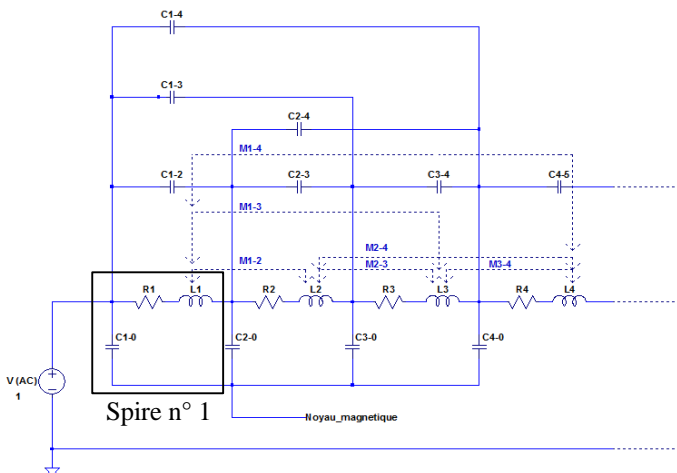 C1-4
C1-3
C2-4
M1-4
C1-2 C2-3 C3-4 C4-5
M1-3
M2-4
M1-2 M2-3 M3-4
R1 L1 R2 L2 R3 L3 R4 L4
C1-0 C2-0 C3-0 C4-0
V (AC)
1
Spire n° 1
Noyau_magnetique